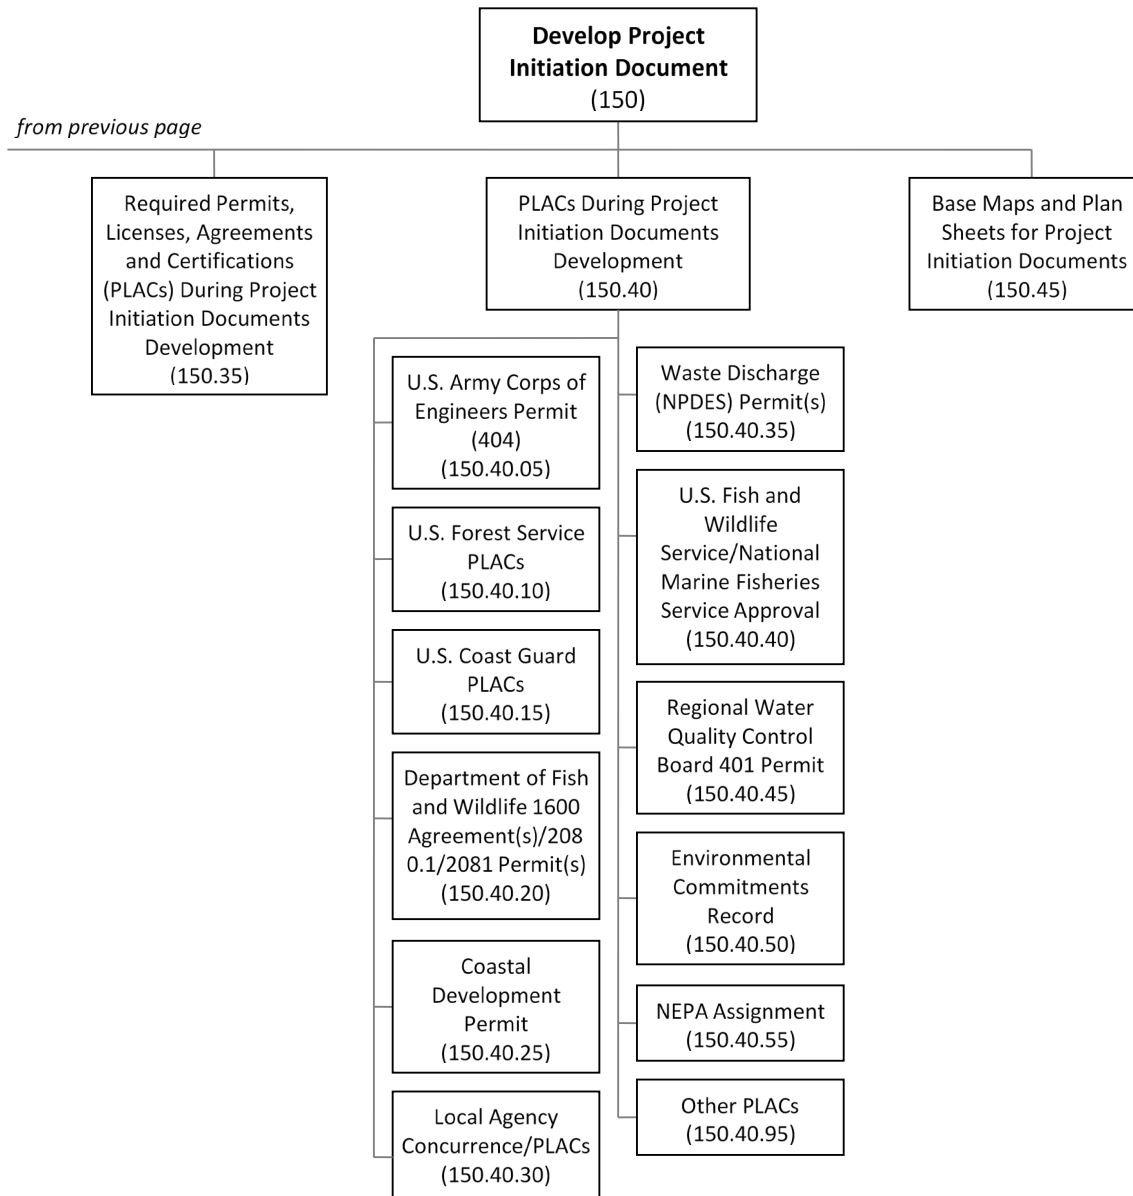 Develop Project
Initiation Document
(150)
from previous page
Required Permits,
Licenses, Agreements
and Certifications
(PLACs) During Project
Initiation Documents
Development
(150.35)
PLACs During Project
Initiation Documents
Development
(150.40)
Base Maps and Plan
Sheets for Project
Initiation Documents
(150.45)
U.S. Army Corps of
Engineers Permit
(404)
(150.40.05)
U.S. Forest Service
PLACs
(150.40.10)
U.S. Coast Guard
PLACs
(150.40.15)
Department of Fish
and Wildlife 1600
Agreement(s)/208
0.1/2081 Permit(s)
(150.40.20)
Coastal
Development
Permit
(150.40.25)
Local Agency
Concurrence/PLACs
(150.40.30)
Waste Discharge
(NPDES) Permit(s)
(150.40.35)
U.S. Fish and
Wildlife
Service/National
Marine Fisheries
Service Approval
(150.40.40)
Regional Water
Quality Control
Board 401 Permit
(150.40.45)
Environmental
Commitments
Record
(150.40.50)
NEPA Assignment
(150.40.55)
Other PLACs
(150.40.95)